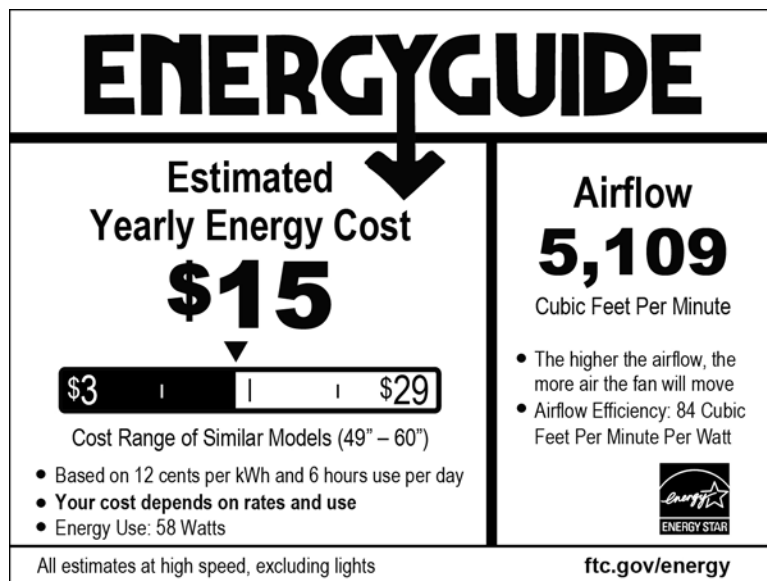 ENERGYGUIDE
Estimated
Yearly Energy Cost
$15
$3
$29
Cost Range of Similar Models (49” – 60”)
• Based on 12 cents per kWh and 6 hours use per day
• Your cost depends on rates and use
• Energy Use: 58 Watts
Airflow
5,109
Cubic Feet Per Minute
• The higher the airflow, the
more air the fan will move
• Airflow Efficiency: 84 Cubic
Feet Per Minute Per Watt
energy
ENERGY STAR
All estimates at high speed, excluding lights
ftc.gov/energy